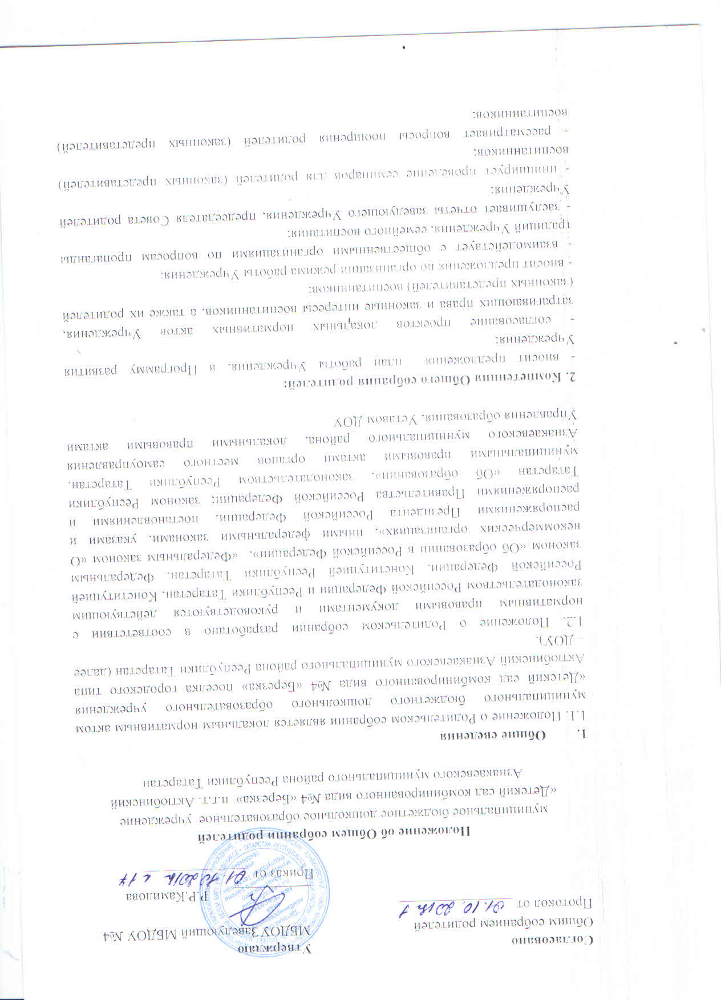 Согласовано
Общим собранием родителей
Протокол от 01.10.
Утверждаю
МБДОУ Заведующий МБДОУ №4
Р.Р.Камилова
Приказ от 01.10.
Положение об Общем собрании родителей
муниципальное бюджетное дошкольное образовательное учреждение
«Детский сад комбинированного вида №4 «Березка» п.г.т. Актюбинский
Азнакаевского муниципального района Республики Татарстан
1. Общие сведения
1.1. Положение о Родительском собрании является локальным нормативным актом
муниципального бюджетного дошкольного образовательного учреждения
«Детский сад комбинированного вида №4 «Березка» поселка городского типа
Актюбинский Азнакаевского муниципального района Республики Татарстан (далее
– ДОУ).
1.2. Положение о Родительском собрании разработано в соответствии с
нормативным правовыми документами и руководствуются действующим
законодательством Российской Федерации и Республики Татарстан. Конституцией
Российской Федерации. Конституцией Республики Татарстан. Федеральным
законом «Об образовании в Российской Федерации». «Федеральным законом «О
некоммерческих организациях». иными федеральными законами. указами и
распоряжениями Президента Российской Федерации. постановлениями и
распоряжениями Правительства Российской Федерации; законом Республики
Татарстан «Об образовании». законодательством Республики Татарстан.
муниципальными правовыми актами органов местного самоуправления
Азнакаевского муниципального района. локальными правовыми актами
Управления образования. Уставом ДОУ
2. Компетенция Общего собрания родителей:
- вносит предложения план работы Учреждения. в Программу развития
Учреждения;
- согласование проектов локальных нормативных актов Учреждения.
затрагивающих права и законные интересы воспитанников. а также их родителей
(законных представителей) воспитанников;
- вносит предложения по организации режима работы Учреждения;
- взаимодействует с общественными организациями по вопросам пропаганды
традиций Учреждения. семейного воспитания;
- заслушивает отчеты заведующего Учреждения. председателя Совета родителей
Учреждения;
- инициирует проведение семинаров для родителей (законных представителей)
воспитанников;
- рассматривает вопросы поощрения родителей (законных представителей)
воспитанников;